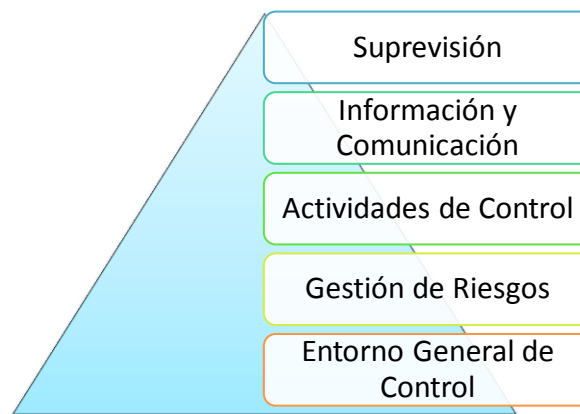 Suprevisión
Información y
Comunicación
Actividades de Control
Gestión de Riesgos
Entorno General de
Control